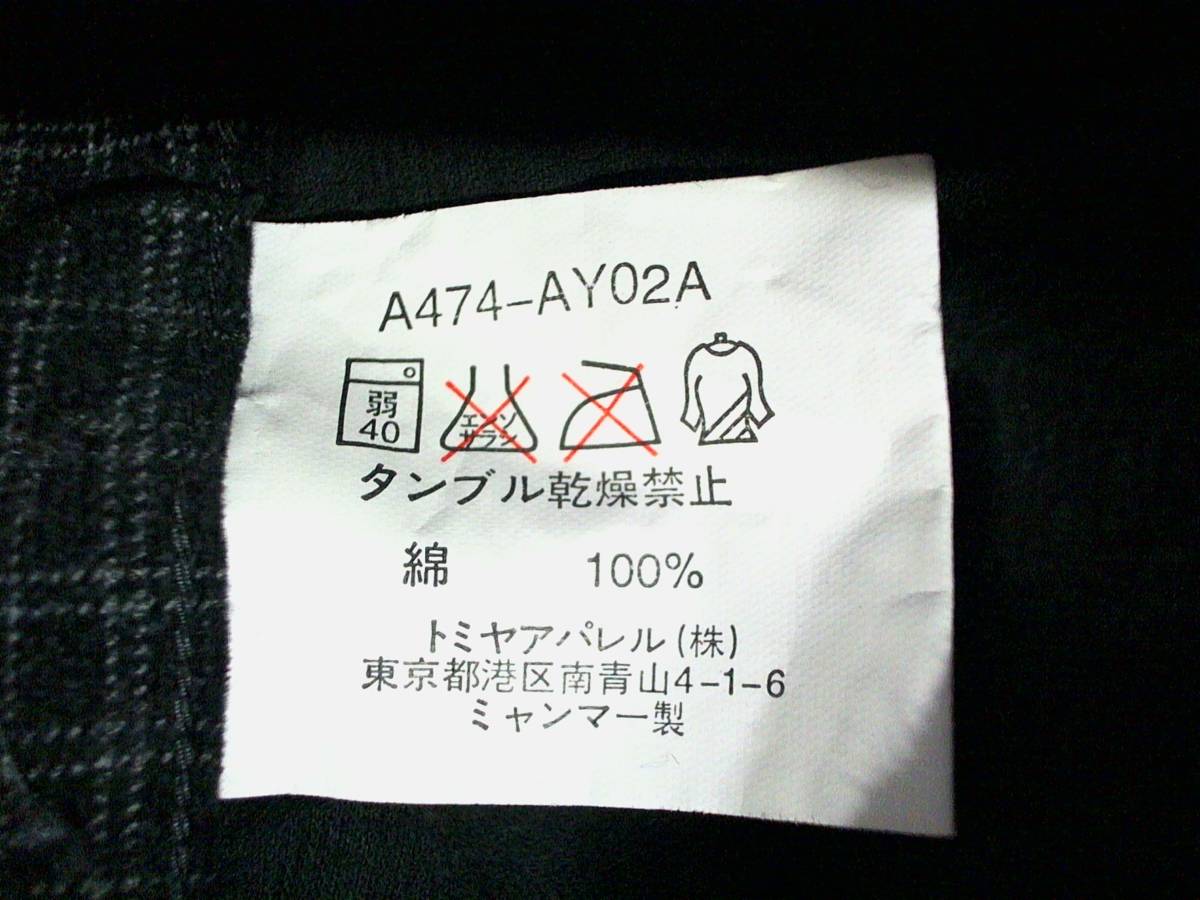 A474-AY02A
弱
40
エンソ
サラシ
タンブル乾燥禁止
綿 100%
トミヤアパレル(株)
東京都港区南青山4-1-6
ミャンマー製